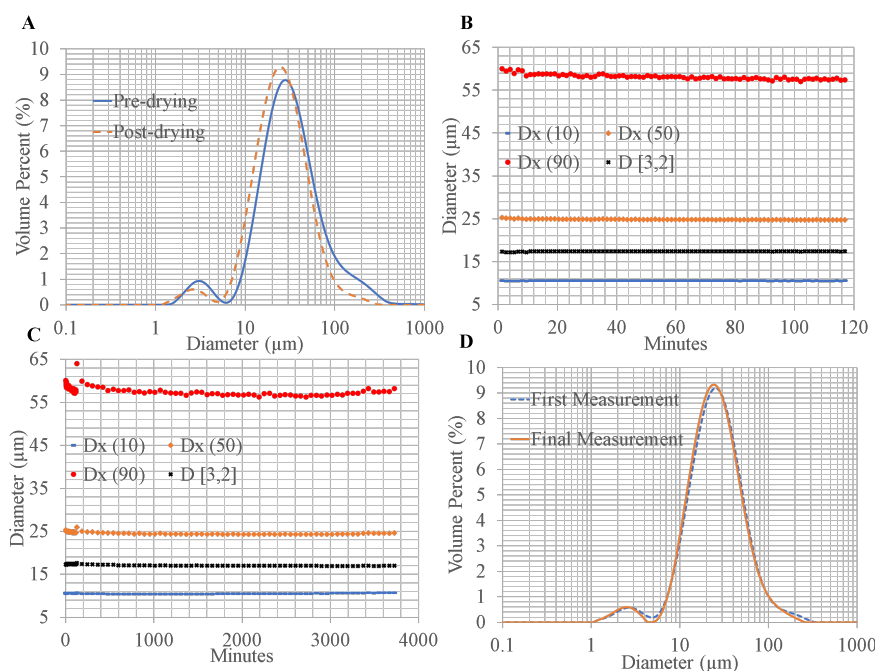 A
Volume Percent (%)
10
9
8
7
6
5
4
3
2
1
0
Pre-drying
Post-drying
0.1 1 10 100 1000
Diameter (µm)
B
Diameter (µm)
65
55
45
35
25
15
5
Dx (10) Dx (50)
Dx (90) D [3,2]
0 20 40 60 80 100 120
Minutes
C
Diameter (µm)
65
55
45
35
25
15
5
Dx (10) Dx (50)
Dx (90) D [3,2]
0 1000 2000 3000 4000
Minutes
D
Volume Percent (%)
10
9
8
7
6
5
4
3
2
1
0
First Measurement
Final Measurement
0.1 1 10 100 1000
Diameter (µm)